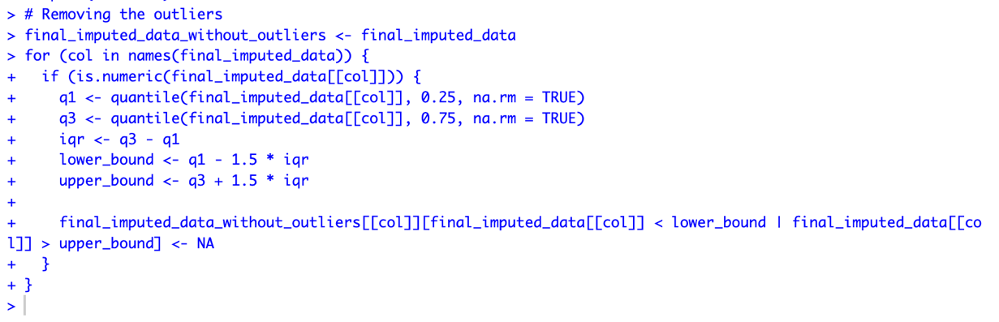 > # Removing the outliers
> final_imputed_data_without_outliers <- final_imputed_data
> for (col in names(final_imputed_data)) {
+   if (is.numeric(final_imputed_data[[col]])) {
+     q1 <- quantile(final_imputed_data[[col]], 0.25, na.rm = TRUE)
+     q3 <- quantile(final_imputed_data[[col]], 0.75, na.rm = TRUE)
+     iqr <- q3 - q1
+     lower_bound <- q1 - 1.5 * iqr
+     upper_bound <- q3 + 1.5 * iqr
+
+     final_imputed_data_without_outliers[[col]][final_imputed_data[[col]] < lower_bound | final_imputed_data[[co
l]] > upper_bound] <- NA
+   }
+ }
>